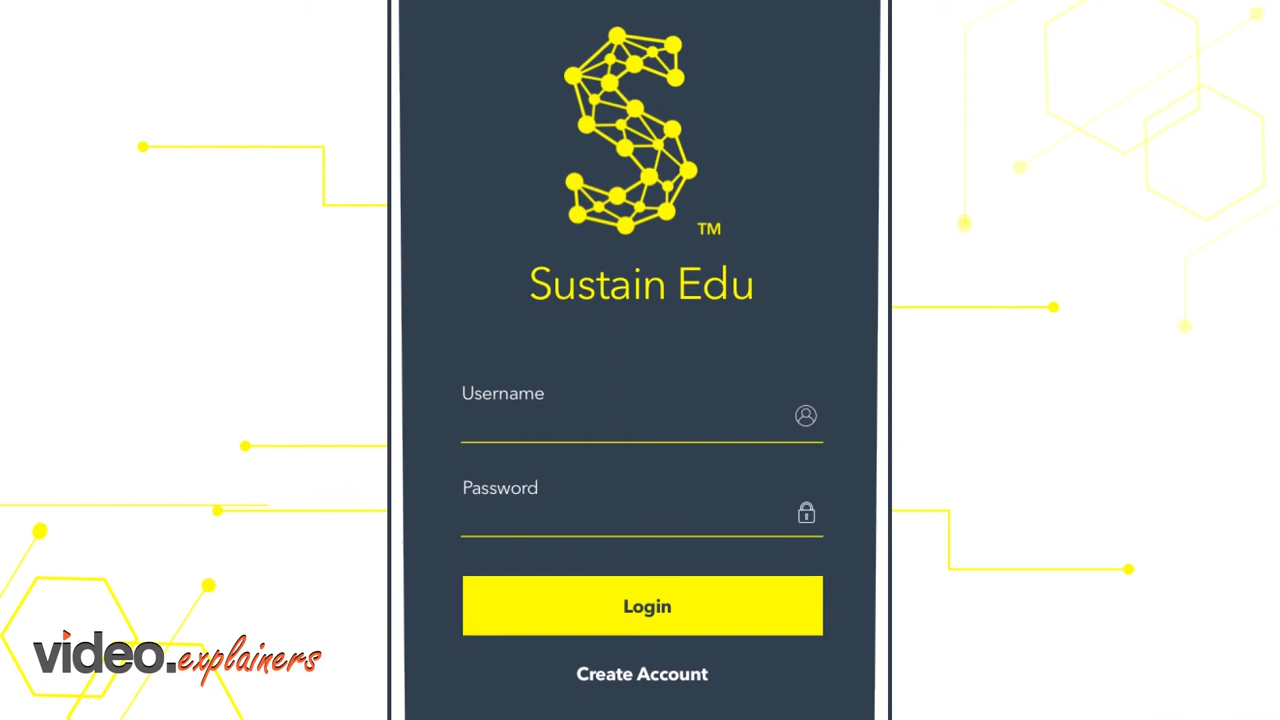 TM
Sustain Edu
Username
Password
Login
Create Account
video.explainers